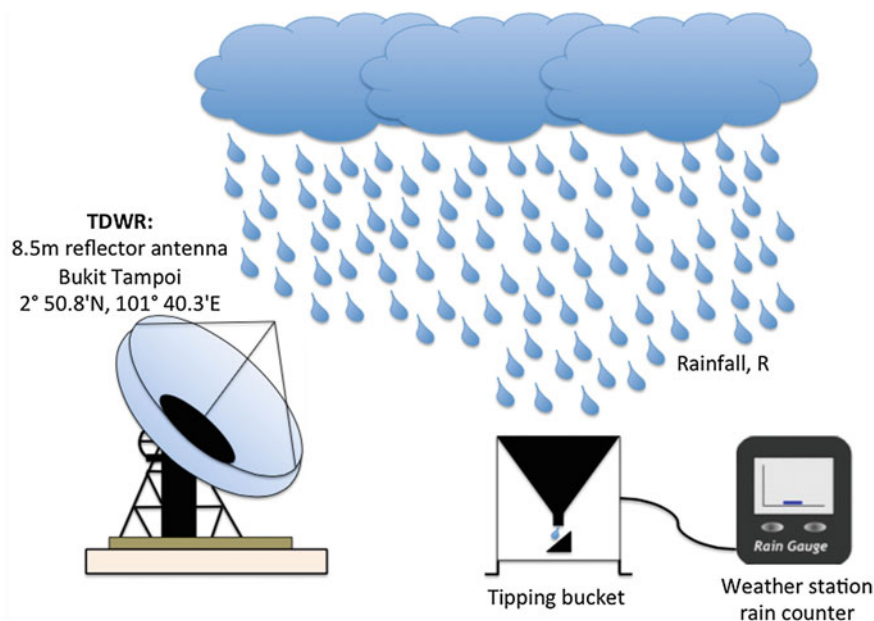 TDWR:
8.5m reflector antenna
Bukit Tampoi
2° 50.8'N, 101° 40.3'E
Rainfall, R
Rain Gauge
Tipping bucket
Weather station
rain counter